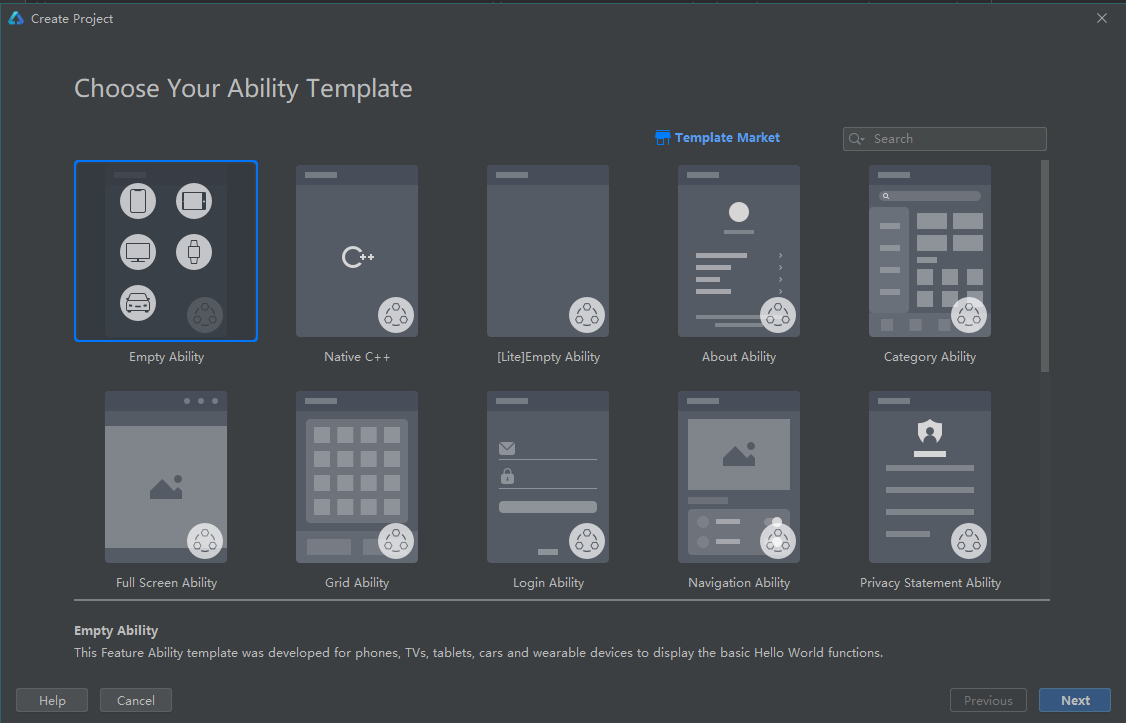 Create Project
Choose Your Ability Template
Template Market
Search
Empty Ability
Native C++
[Lite]Empty Ability
About Ability
Category Ability
C++
Full Screen Ability
Grid Ability
Login Ability
Navigation Ability
Privacy Statement Ability
Empty Ability
This Feature Ability template was developed for phones, TVs, tablets, cars and wearable devices to display the basic Hello World functions.
Help
Cancel
Previous
Next